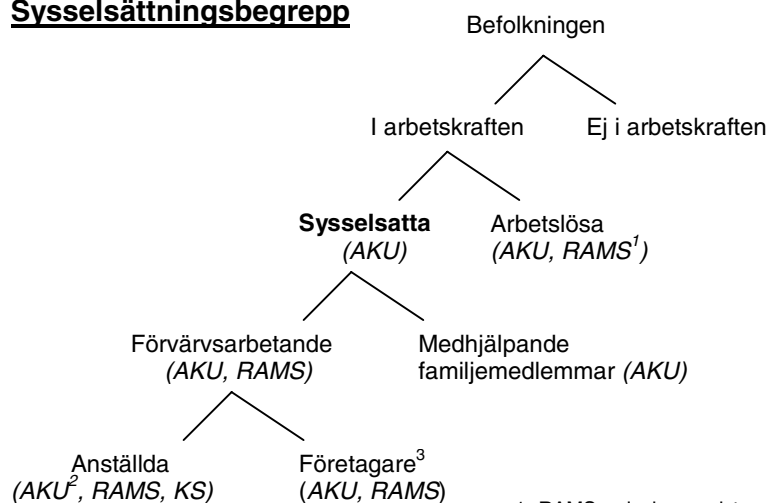 Sysselsättningsbegrepp
Befolkningen
I arbetskraften
Ej i arbetskraften
Sysselsatta
(AKU)
Arbetslösa
(AKU, RAMS¹)
Förvärvsarbetande
(AKU, RAMS)
Medhjälpande
familjemedlemmar (AKU)
Anställda
(AKU², RAMS, KS)
Företagare³
(AKU, RAMS)